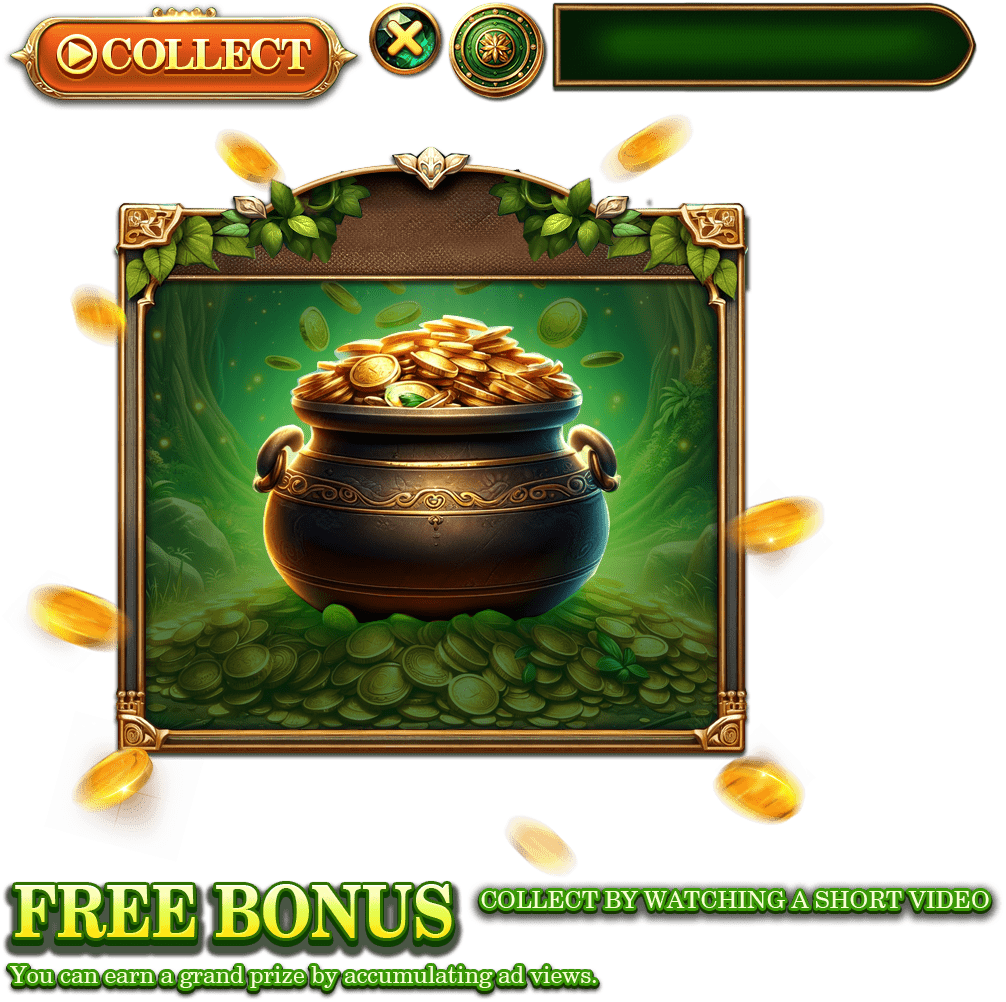 COLLECT
FREE BONUS
COLLECT BY WATCHING A SHORT VIDEO
You can earn a grand prize by accumulating ad views.